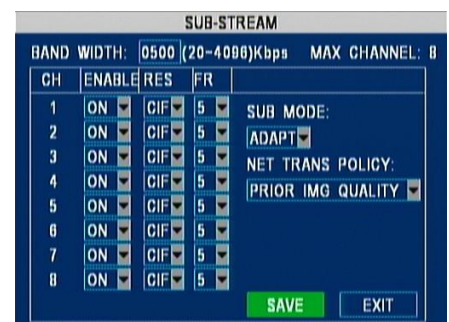 SUB-STREAM
BAND WIDTH: 0500 (20-4096)Kbps MAX CHANNEL: 8
CH ENABLE RES FR
1 ON CIF 5
2 ON CIF 5
3 ON CIF 5
4 ON CIF 5
5 ON CIF 5
6 ON CIF 5
7 ON CIF 5
8 ON CIF 5
SUB MODE:
ADAPT
NET TRANS POLICY:
PRIOR IMG QUALITY
SAVE EXIT